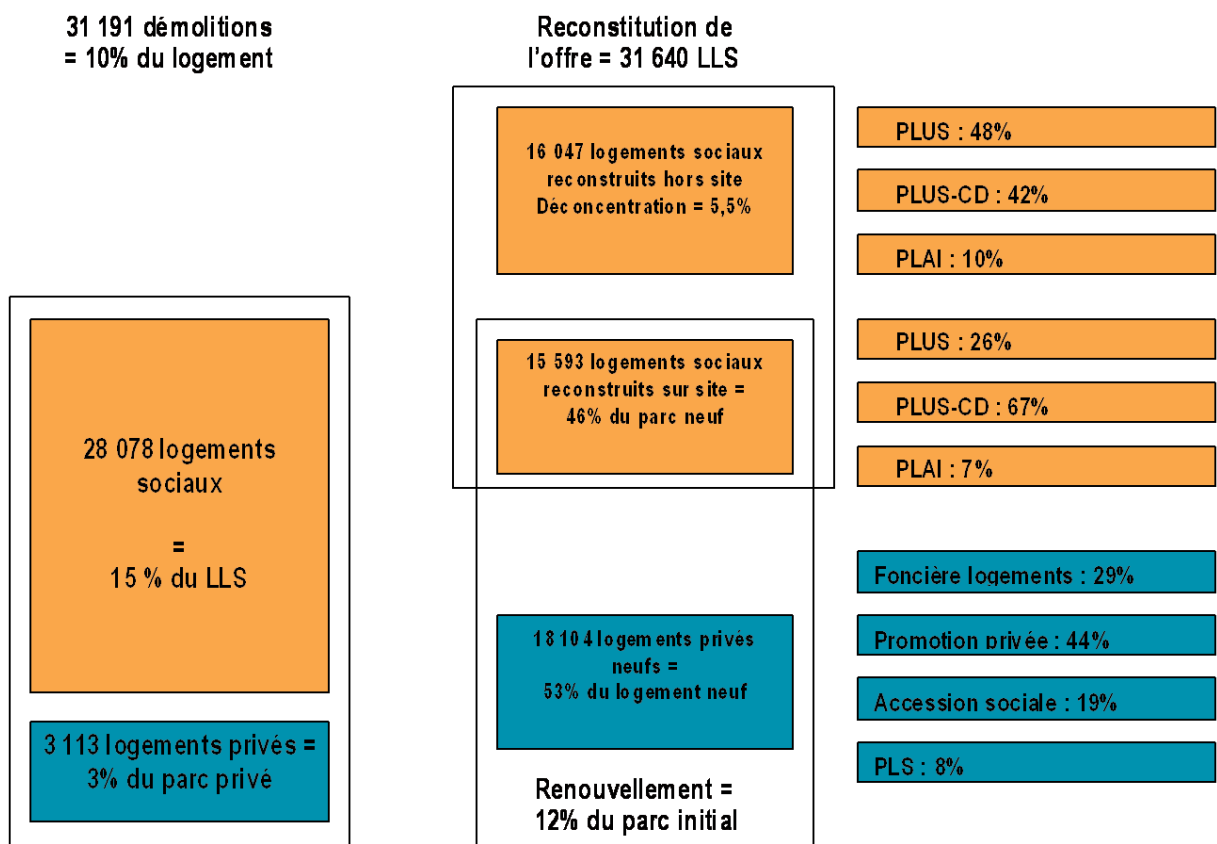 31 191 démolitions
= 10% du logement
Reconstitution de
l'offre = 31 640 LLS
28 078 logements
sociaux
=
15 % du LLS
3 113 logements privés =
3% du parc privé
16 047 logements sociaux
reconstruits hors site
Déconcentration = 5,5%
15 593 logements sociaux
reconstruits sur site =
46% du parc neuf
18 104 logements privés
neufs =
53% du logement neuf
Renouvellement =
12% du parc initial
PLUS : 48%
PLUS-CD : 42%
PLAI : 10%
PLUS : 26%
PLUS-CD : 67%
PLAI : 7%
Foncière logements : 29%
Promotion privée : 44%
Accession sociale : 19%
PLS : 8%